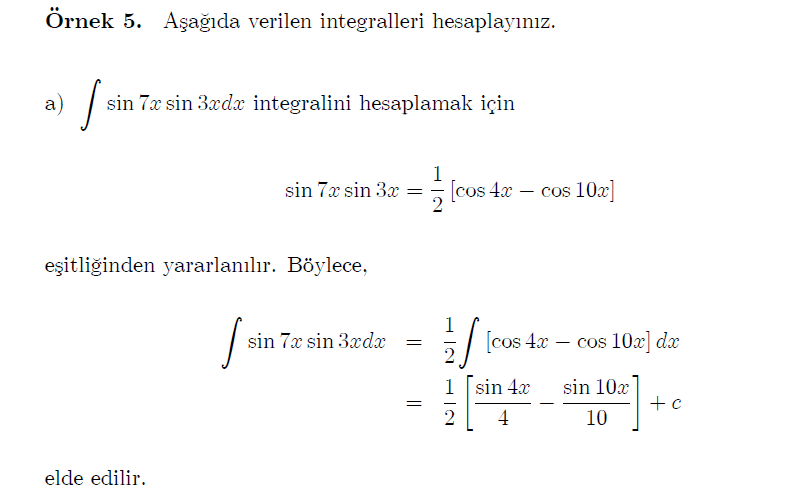 Örnek 5. Aşağıda verilen integralleri hesaplayınız.
a) ∫ sin 7x sin 3xdx integralini hesaplamak için
sin 7x sin 3x = 1/2 [cos 4x − cos 10x]
eşitliğinden yararlanılır. Böylece,
∫ sin 7x sin 3xdx = 1/2 ∫ [cos 4x − cos 10x] dx
= 1/2 [sin 4x/4 − sin 10x/10] + c
elde edilir.